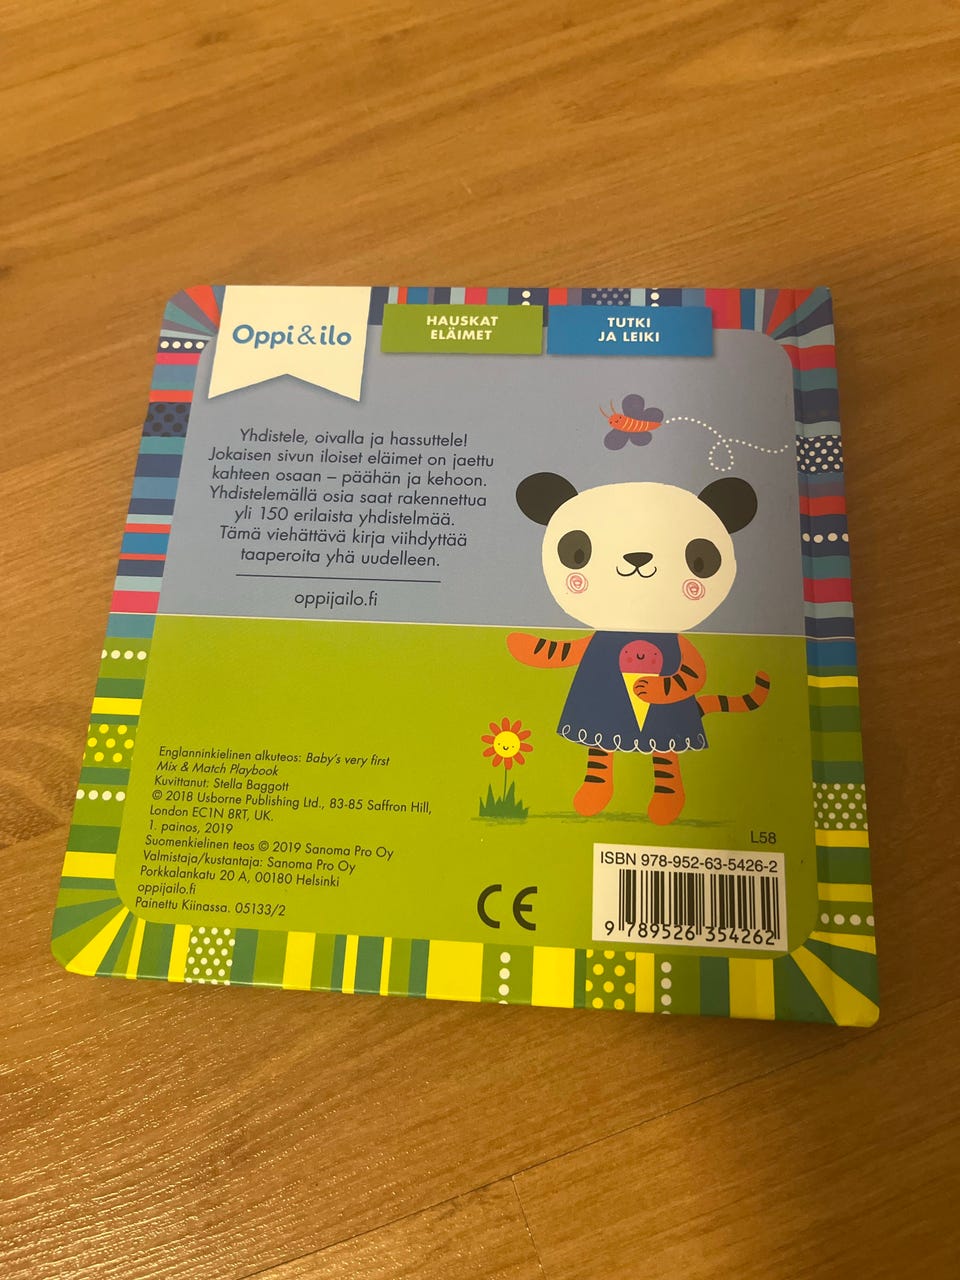 Oppi&ilo
HAUSKAT
ELÄIMET
TUTKI
JA LEIKI
Yhdistele, oivalla ja hassuttele!
Jokaisen sivun iloiset eläimet on jaettu
kahteen osaan – päähän ja kehoon.
Yhdistelemällä osia saat rakennettua
yli 150 erilaista yhdistelmää.
Tämä viehättävä kirja viihdyttää
taaperoita yhä uudelleen.
oppijailo.fi
Englanninkielinen alkuteos: Baby's very first
Mix & Match Playbook
Kuvittanut: Stella Baggott
© 2018 Usborne Publishing Ltd., 83-85 Saffron Hill,
London EC1N 8RT, UK.
1. painos, 2019
Suomenkielinen teos © 2019 Sanoma Pro Oy
Valmistaja/kustantaja: Sanoma Pro Oy
Porkkalankatu 20 A, 00180 Helsinki
oppijailo.fi
Painettu Kiinassa. 05133/2
CE
L58
ISBN 978-952-63-5426-2
9 789526 354262